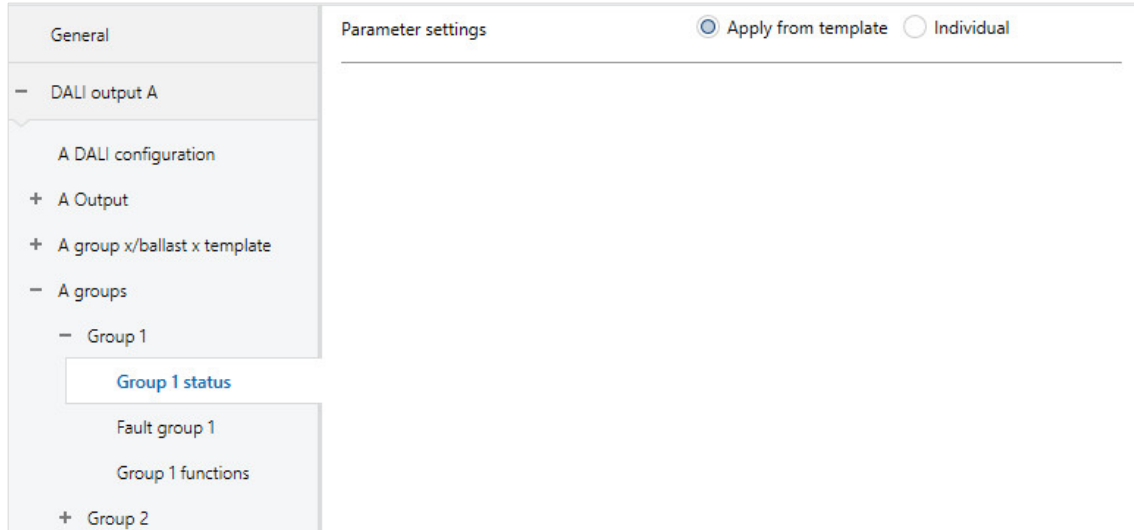 General
DALI output A
A DALI configuration
A Output
A group x/ballast x template
A groups
Group 1
Group 1 status
Fault group 1
Group 1 functions
Group 2
Parameter settings
Apply from template Individual